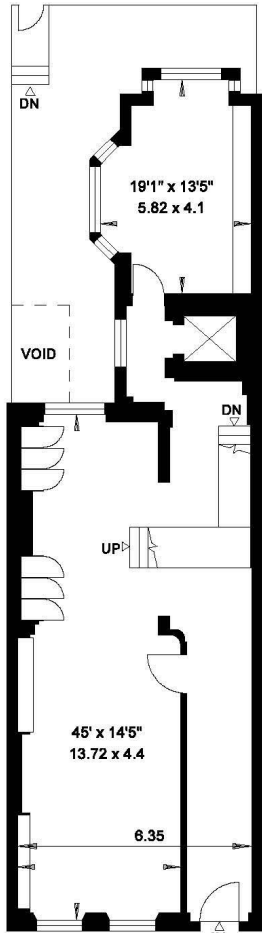 DN
19'1" x 13'5"
5.82 x 4.1
VOID
DN
UP
45' x 14'5"
13.72 x 4.4
6.35